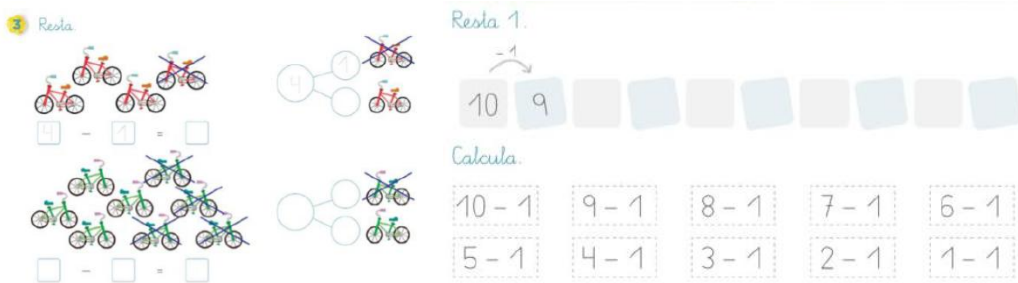 3 Resta
4 1
4 - 1 =
- =
Resta 1.
-1
10 9
Calcula.
10 - 1 9 - 1 8 - 1 7 - 1 6 - 1
5 - 1 4 - 1 3 - 1 2 - 1 1 - 1